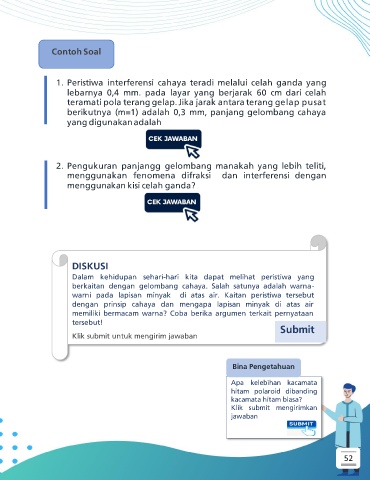 Contoh Soal
1. Peristiwa interferensi cahaya teradi melalui celah ganda yang
lebarnya 0,4 mm. pada layar yang berjarak 60 cm dari celah
teramati pola terang gelap. Jika jarak antara terang gelap pusat
berikutnya (m=1) adalah 0,3 mm, panjang gelombang cahaya
yang digunakan adalah
CEK JAWABAN
2. Pengukuran panjangg gelombang manakah yang lebih teliti,
menggunakan fenomena difraksi dan interferensi dengan
menggunakan kisi celah ganda?
CEK JAWABAN
DISKUSI
Dalam kehidupan sehari-hari kita dapat melihat peristiwa yang
berkaitan dengan gelombang cahaya. Salah satunya adalah warna-
warni pada lapisan minyak di atas air. Kaitan peristiwa tersebut
dengan prinsip cahaya dan mengapa lapisan minyak di atas air
memiliki bermacam warna? Coba berika argumen terkait pernyataan
tersebut!
Klik submit untuk mengirim jawaban
Submit
Bina Pengetahuan
Apa kelebihan kacamata
hitam polaroid dibanding
kacamata hitam biasa?
Klik submit mengirimkan
jawaban
SUBMIT
52